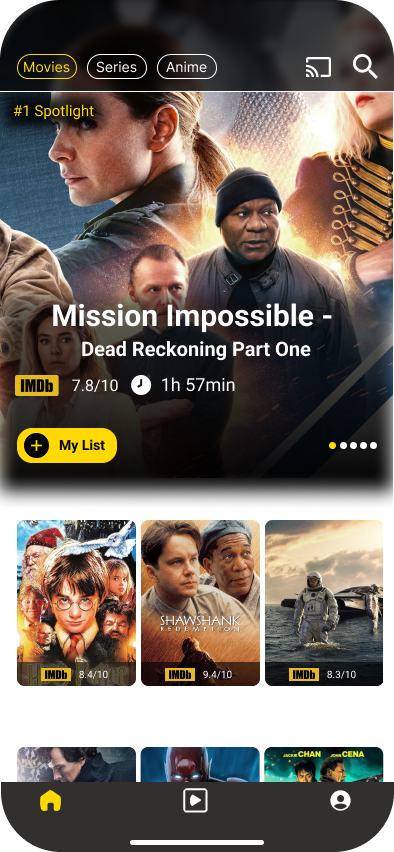 Movies Series Anime
#1 Spotlight
Mission Impossible -
Dead Reckoning Part One
IMDb 7.8/10 1h 57min
My List
SHAWSHANK
REDEMPTION
IMDb 8.4/10 IMDb 9.4/10 IMDb 8.3/10
JACKIE CHAN JOHN CENA